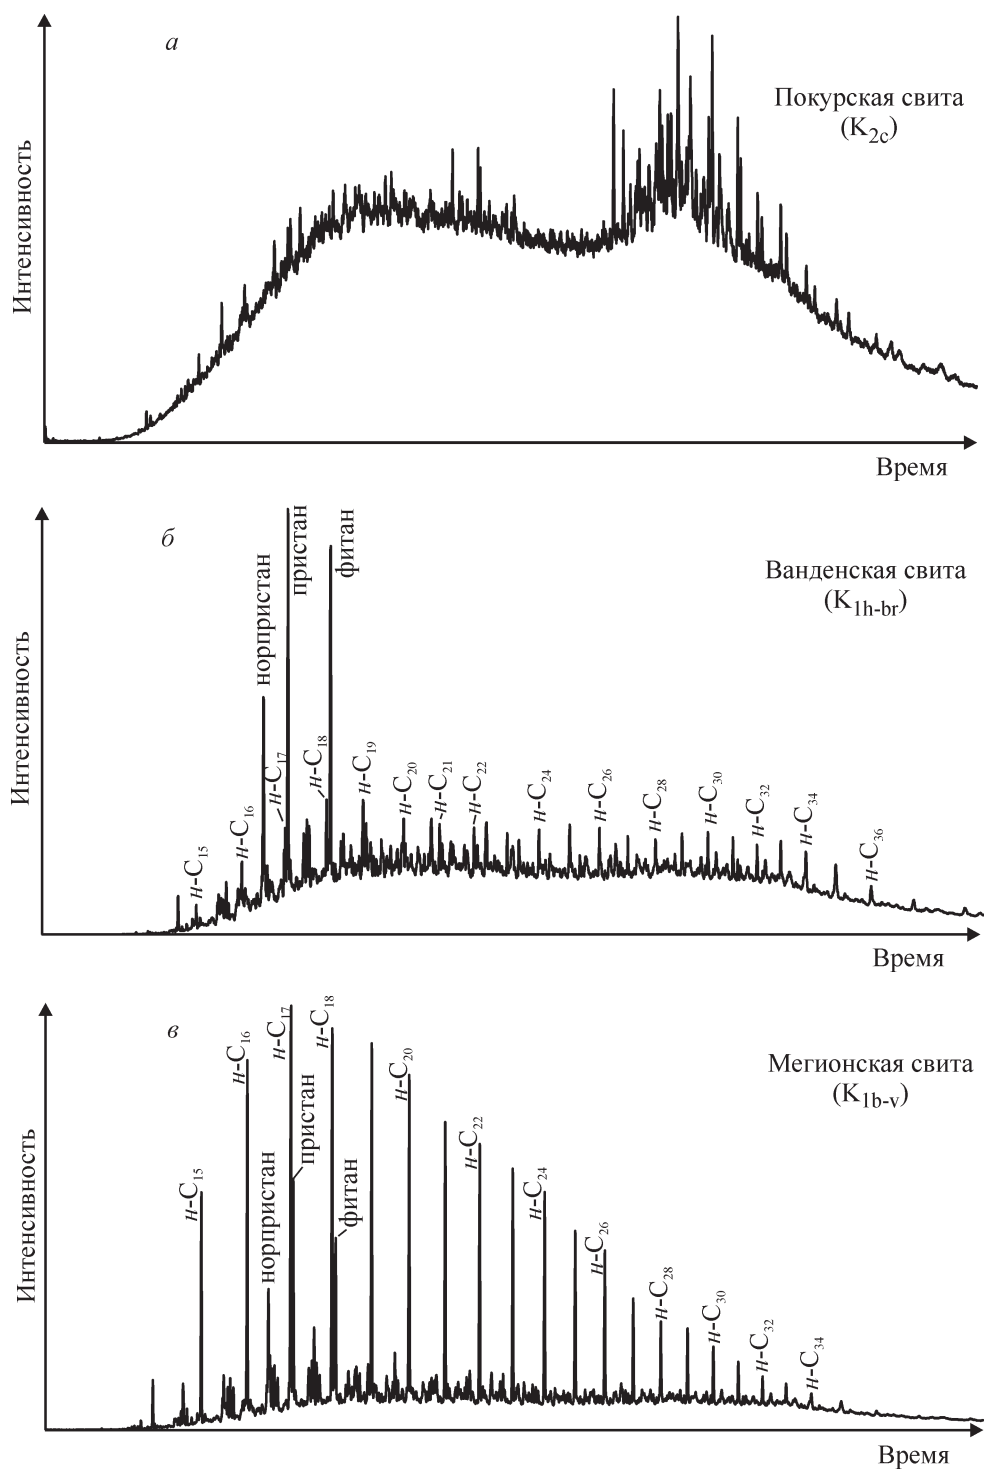 а
Покурская свита
(K2c)
Интенсивность
Время
б
Ванденская свита
(K1h-br)
Интенсивность
норпристан
пристан
фитан
н-C15
н-C16
н-C17
н-C18
н-C19
н-C20
н-C21
н-C22
н-C24
н-C26
н-C28
н-C30
н-C32
н-C34
н-C36
Время
в
Мегионская свита
(K1b-v)
Интенсивность
н-C15
н-C16
норпристан
н-C17
пристан
н-C18
фитан
н-C20
н-C22
н-C24
н-C26
н-C28
н-C30
н-C32
н-C34
Время